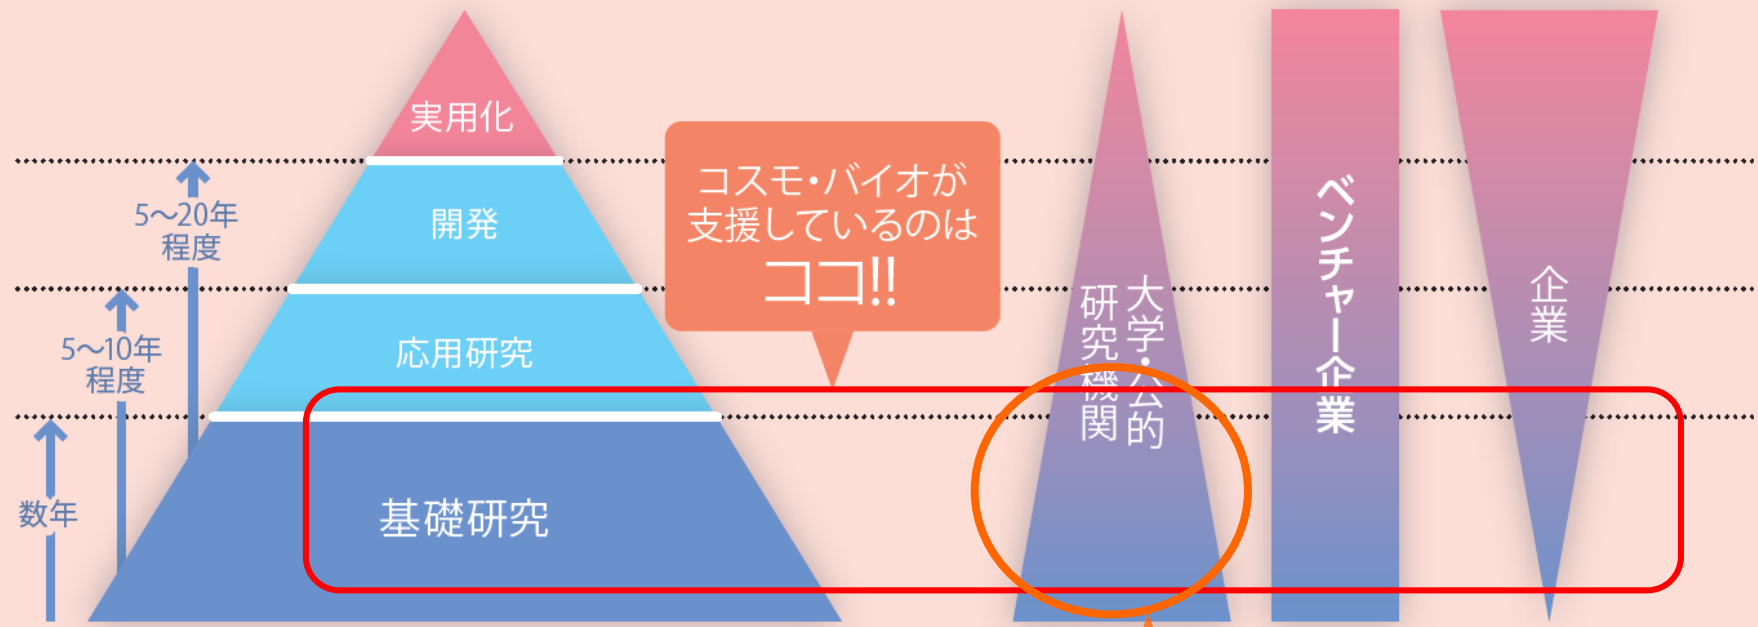 実用化
開発
応用研究
基礎研究
5〜20年
程度
5〜10年
程度
数年
コスモ・バイオが
支援しているのは
ココ!!
大学・公的
研究機関
ベンチャー企業
企業